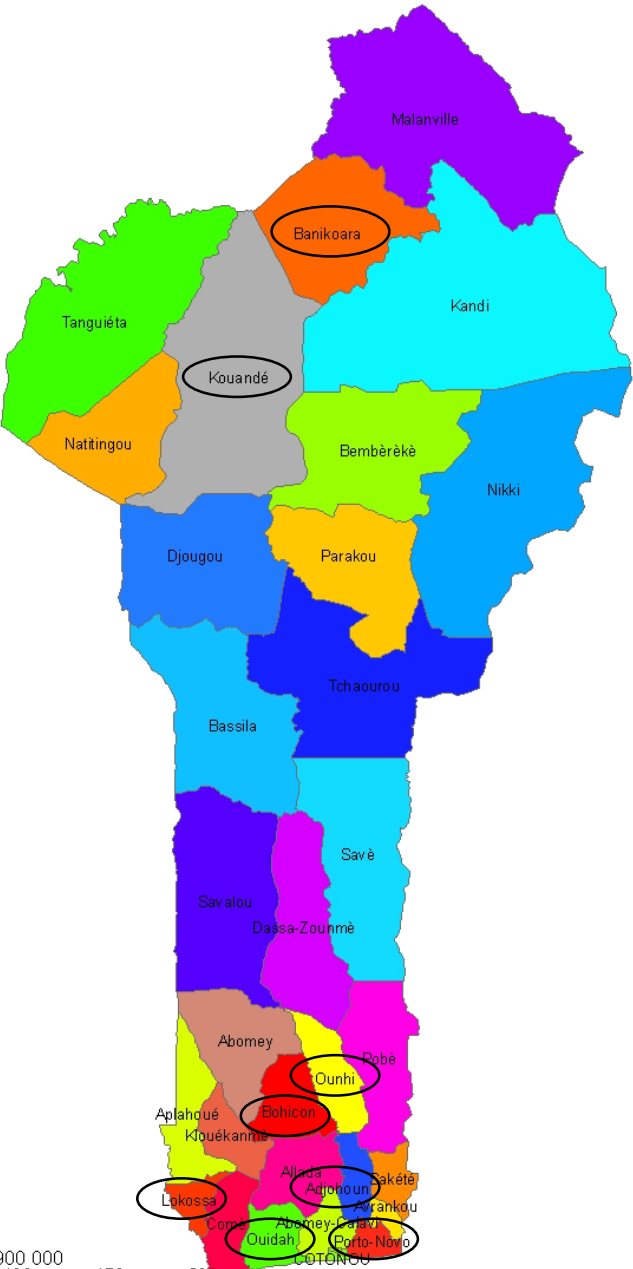 Malanville
Banikoara
Kandi
Tanguiéta
Kouandé
Natitingou
Bembèrèkè
Nikki
Djougou
Parakou
Tchaourou
Bassila
Savè
Savalou
Dassa-Zounmè
Abomey
Pobè
Ounhi
Aplahoué
Bohicon
Klouékanmè
Allada
Sakété
Adjohoun
Lokossa
Avrankou
Comè
Abomey-Calavi
Ouidah
Porto-Novo
COTONOU
900 000